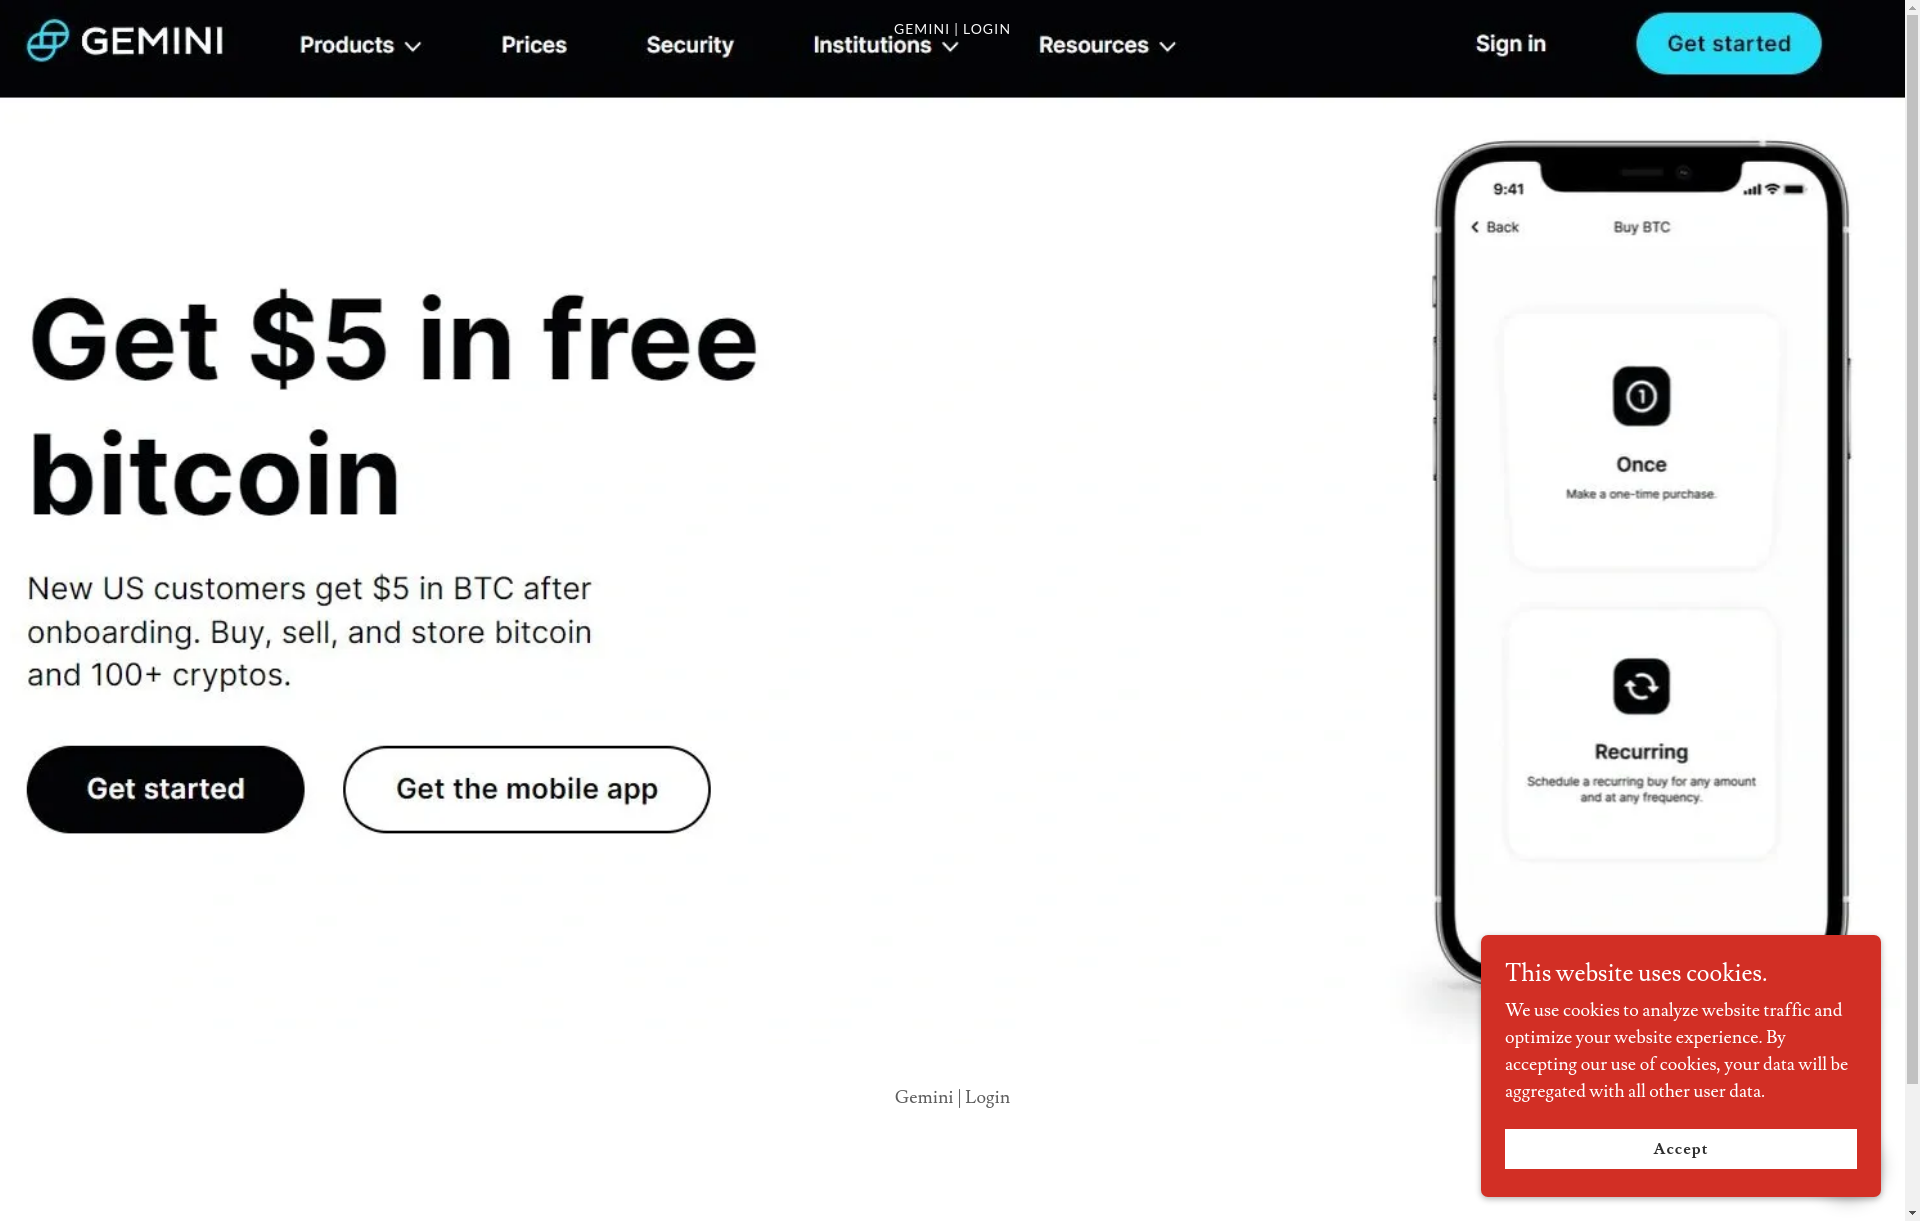 GEMINI
Products
Prices
Security
Institutions
Resources
GEMINI | LOGIN
Sign in
Get started
9:41
Back
Buy BTC
Get $5 in free
bitcoin
New US customers get $5 in BTC after
onboarding. Buy, sell, and store bitcoin
and 100+ cryptos.
Get started
Get the mobile app
Once
Make a one-time purchase.
Recurring
Schedule a recurring buy for any amount
and at any frequency.
This website uses cookies.
We use cookies to analyze website traffic and
optimize your website experience. By
accepting our use of cookies, your data will be
aggregated with all other user data.
Accept
Gemini | Login